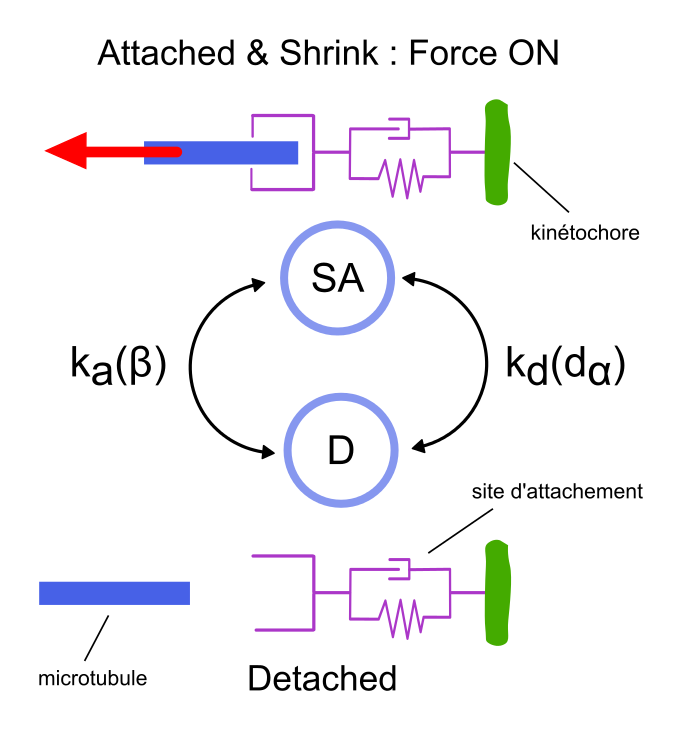 Attached & Shrink : Force ON
kinétochore
SA
ka(β)
kd(dα)
D
site d'attachement
microtubule
Detached